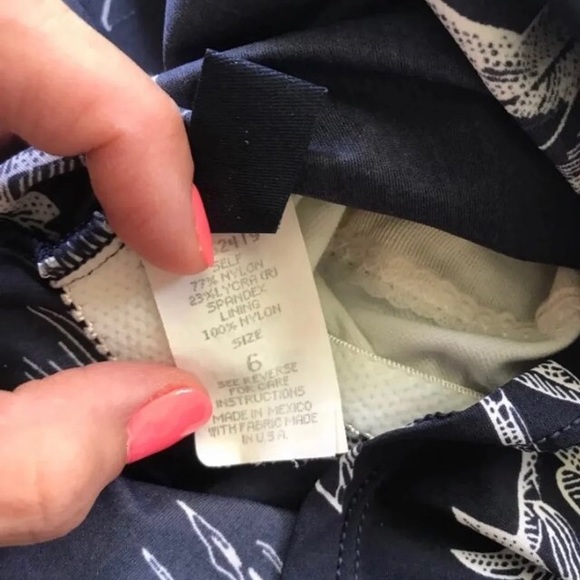 SELF
77% NYLON
23% LYCRA (R)
SPANDEX
LINING
100% NYLON
SIZE
6
SEE REVERSE
FOR CARE
INSTRUCTIONS
MADE IN MEXICO
WITH FABRIC MADE
IN U.S.A.